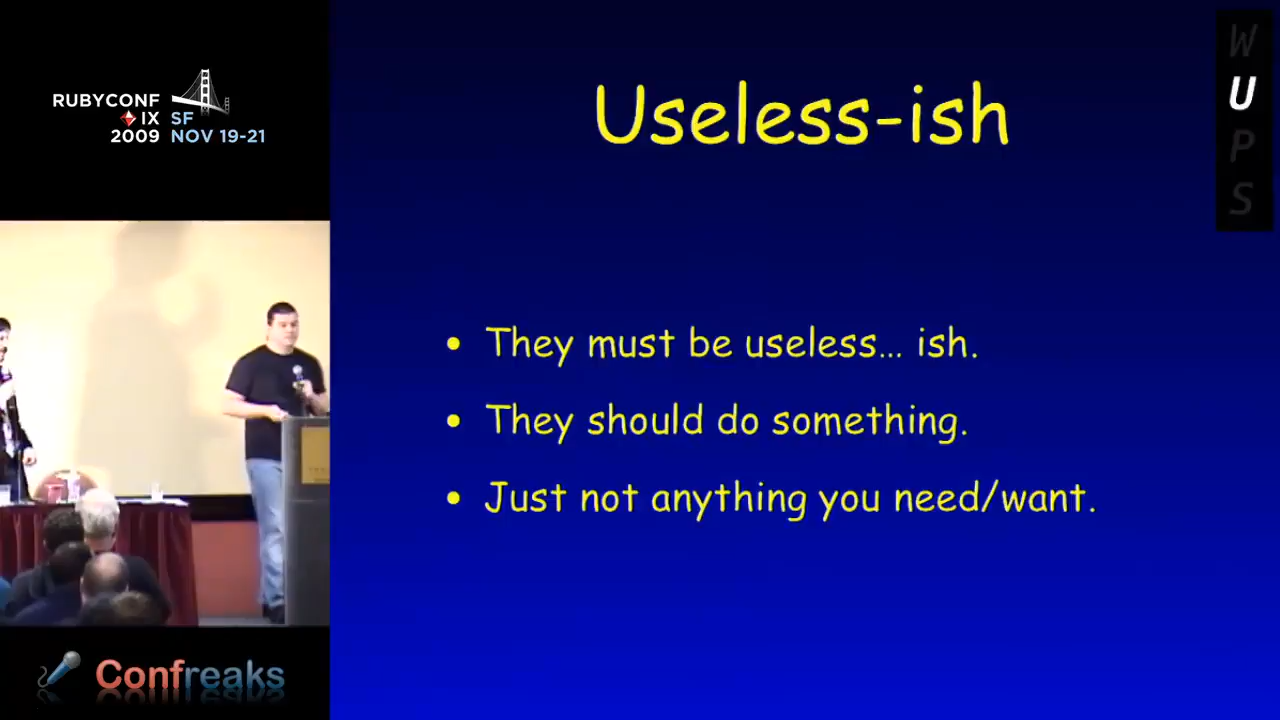 RUBYCONF
IX SF
2009 NOV 19-21
Useless-ish
• They must be useless... ish.
• They should do something.
• Just not anything you need/want.
W
U
P
S
Confreaks